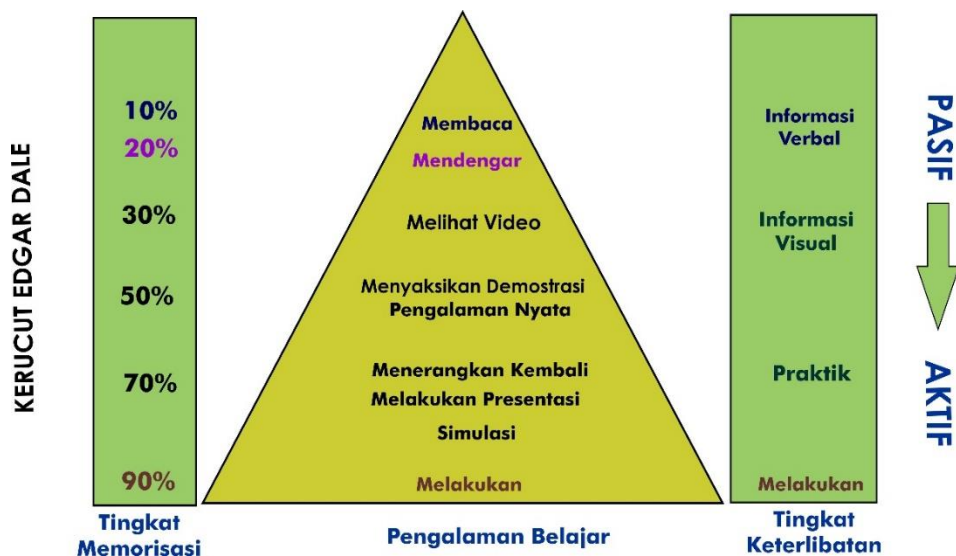 KERUCUT EDGAR DALE
10%
20%
30%
50%
70%
90%
Tingkat
Memorisasi
Membaca
Mendengar
Melihat Video
Menyaksikan Demostrasi
Pengalaman Nyata
Menerangkan Kembali
Melakukan Presentasi
Simulasi
Melakukan
Pengalaman Belajar
Informasi
Verbal
Informasi
Visual
Praktik
Melakukan
Tingkat
Keterlibatan
PASIF
AKTIF